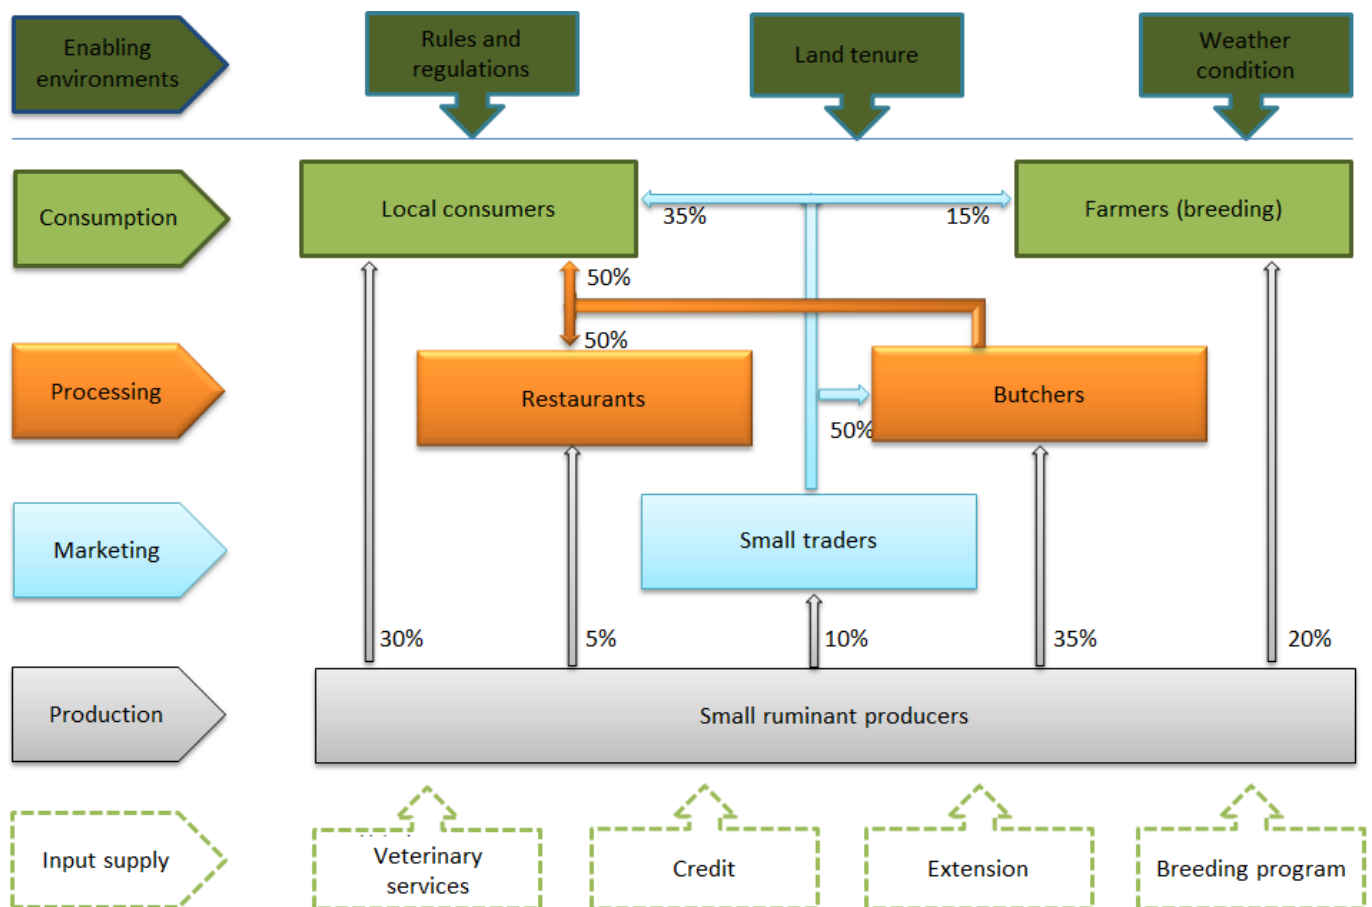 Enabling
environments
Rules and
regulations
Land tenure
Weather
condition
Consumption
Local consumers
35%
15%
Farmers (breeding)
50%
50%
Processing
Restaurants
Butchers
50%
Marketing
Small traders
30%
5%
10%
35%
20%
Production
Small ruminant producers
Input supply
Veterinary
services
Credit
Extension
Breeding program